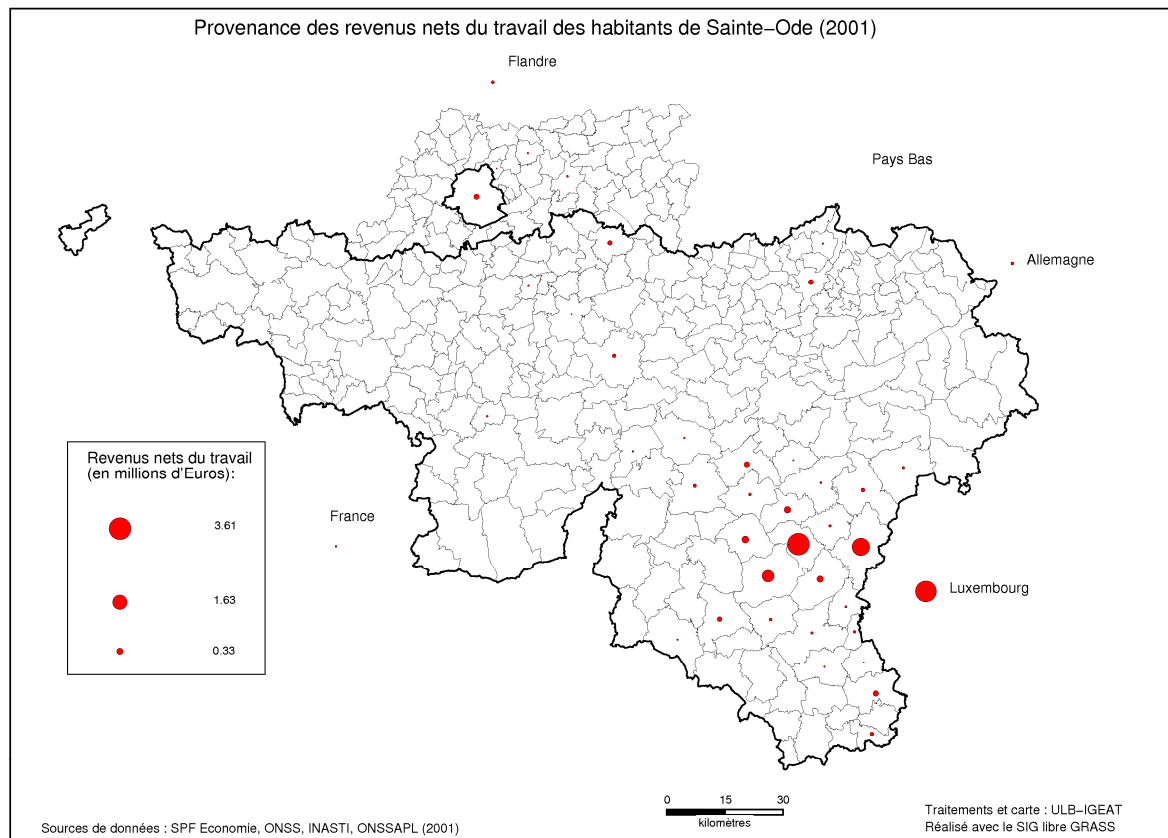 Provenance des revenus nets du travail des habitants de Sainte−Ode (2001)
Flandre
Pays Bas
Allemagne
Revenus nets du travail
(en millions d'Euros):
3.61
1.63
0.33
France
Luxembourg
0 15 30
kilomètres
Sources de données : SPF Economie, ONSS, INASTI, ONSSAPL (2001)
Traitements et carte : ULB−IGEAT
Réalisé avec le SIG libre GRASS